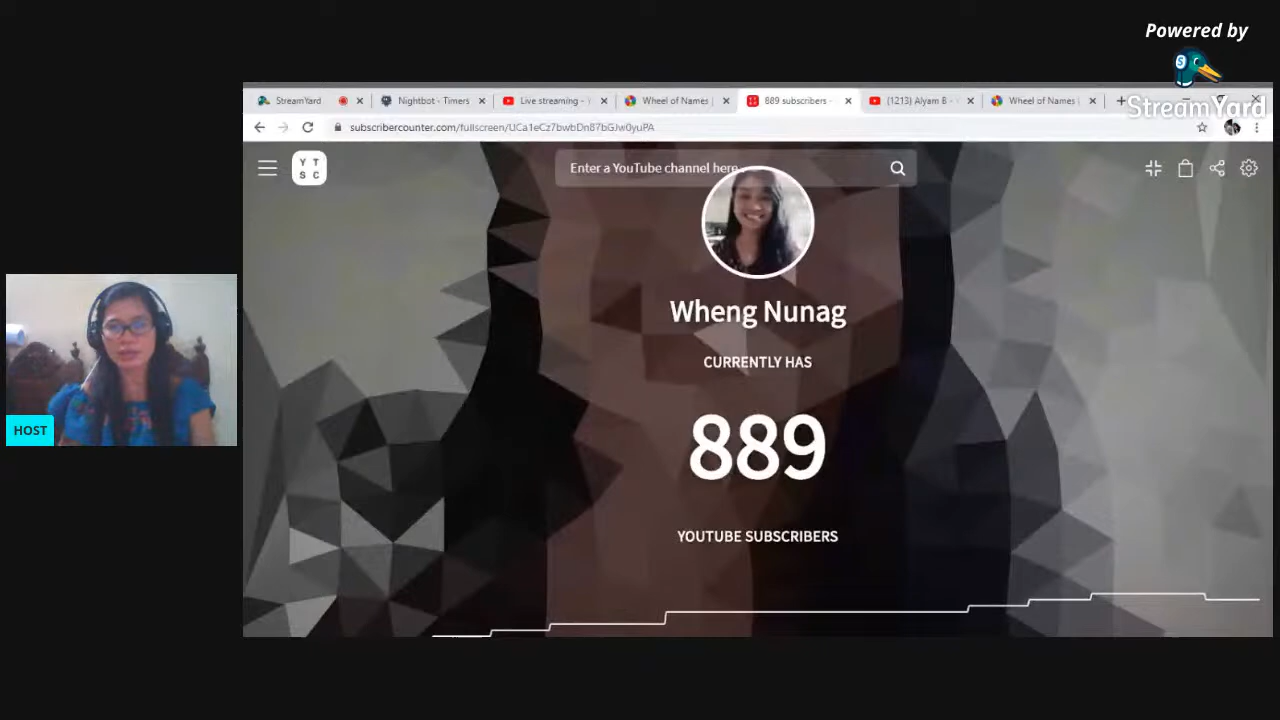 Powered by
StreamYard
StreamYard
Nightbot - Timers
Live streaming - Y
Wheel of Names |
889 subscribers -
(1213) Alyam B -
Wheel of Names |
subscribercounter.com/fullscreen/
Y T
S C
Enter a YouTube channel here
Wheng Nunag
CURRENTLY HAS
889
YOUTUBE SUBSCRIBERS
HOST